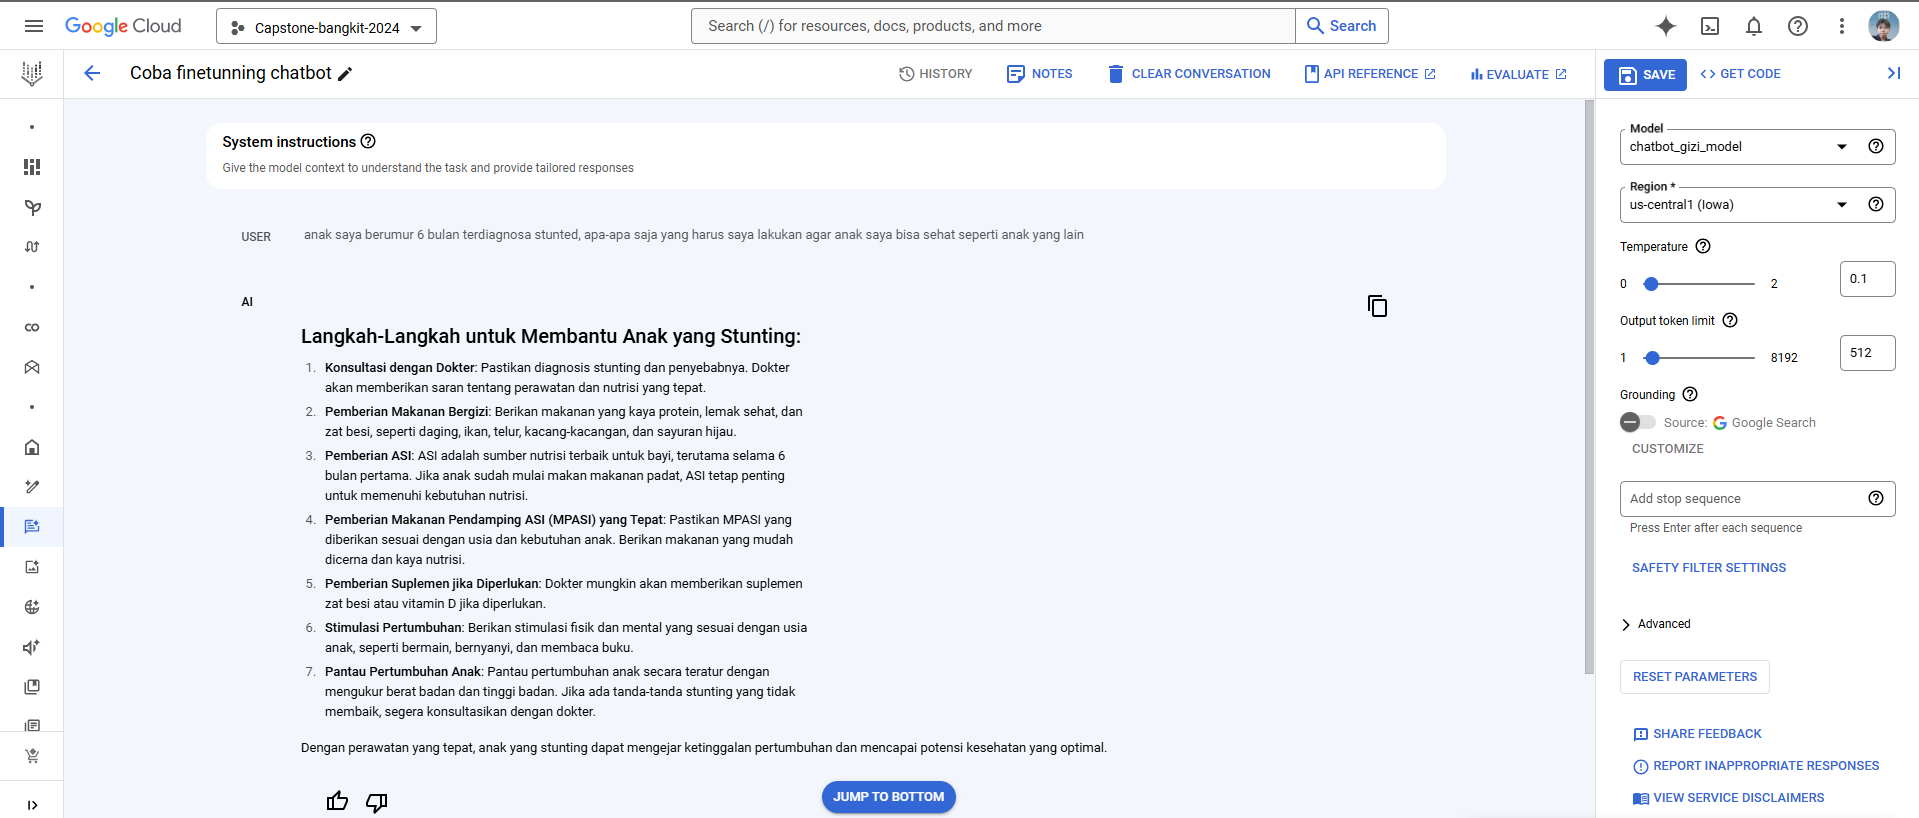 Google Cloud
Capstone-bangkit-2024
Search (/) for resources, docs, products, and more
Search
Coba finetunning chatbot
HISTORY
NOTES
CLEAR CONVERSATION
API REFERENCE
EVALUATE
SAVE
GET CODE
System instructions
Give the model context to understand the task and provide tailored responses
USER
anak saya berumur 6 bulan terdiagnosa stunted, apa-apa saja yang harus saya lakukan agar anak saya bisa sehat seperti anak yang lain
AI
Langkah-Langkah untuk Membantu Anak yang Stunting:
1. Konsultasi dengan Dokter: Pastikan diagnosis stunting dan penyebabnya. Dokter
akan memberikan saran tentang perawatan dan nutrisi yang tepat.
2. Pemberian Makanan Bergizi: Berikan makanan yang kaya protein, lemak sehat, dan
zat besi, seperti daging, ikan, telur, kacang-kacangan, dan sayuran hijau.
3. Pemberian ASI: ASI adalah sumber nutrisi terbaik untuk bayi, terutama selama 6
bulan pertama. Jika anak sudah mulai makan makanan padat, ASI tetap penting
untuk memenuhi kebutuhan nutrisi.
4. Pemberian Makanan Pendamping ASI (MPASI) yang Tepat: Pastikan MPASI yang
diberikan sesuai dengan usia dan kebutuhan anak. Berikan makanan yang mudah
dicerna dan kaya nutrisi.
5. Pemberian Suplemen jika Diperlukan: Dokter mungkin akan memberikan suplemen
zat besi atau vitamin D jika diperlukan.
6. Stimulasi Pertumbuhan: Berikan stimulasi fisik dan mental yang sesuai dengan usia
anak, seperti bermain, bernyanyi, dan membaca buku.
7. Pantau Pertumbuhan Anak: Pantau pertumbuhan anak secara teratur dengan
mengukur berat badan dan tinggi badan. Jika ada tanda-tanda stunting yang tidak
membaik, segera konsultasikan dengan dokter.
Dengan perawatan yang tepat, anak yang stunting dapat mengejar ketinggalan pertumbuhan dan mencapai potensi kesehatan yang optimal.
JUMP TO BOTTOM
Model
chatbot_gizi_model
Region *
us-central1 (Iowa)
Temperature
0
2
0.1
Output token limit
1
8192
512
Grounding
Source: Google Search
CUSTOMIZE
Add stop sequence
Press Enter after each sequence
SAFETY FILTER SETTINGS
Advanced
RESET PARAMETERS
SHARE FEEDBACK
REPORT INAPPROPRIATE RESPONSES
VIEW SERVICE DISCLAIMERS